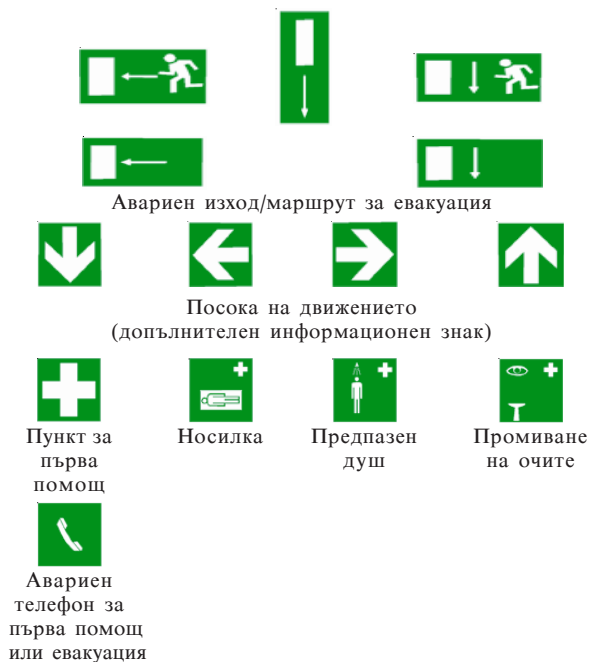 Авариен изход/маршрут за евакуация
Посока на движението
(допълнителен информационен знак)
Пункт за
първа
помощ
Носилка
Предпазен
душ
Промиване
на очите
Авариен
телефон за
първа помощ
или евакуация